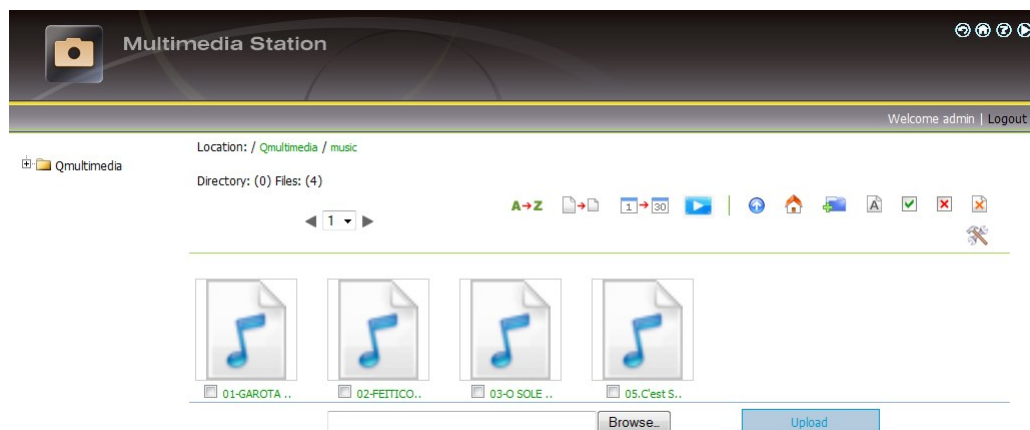 Multimedia Station
Welcome admin | Logout
Qmultimedia
Location: / Qmultimedia / music
Directory: (0) Files: (4)
A→Z 1→30 A
1
01-GAROTA ..
02-FEITICO..
03-O SOLE ..
05.C'est S..
Browse... Upload